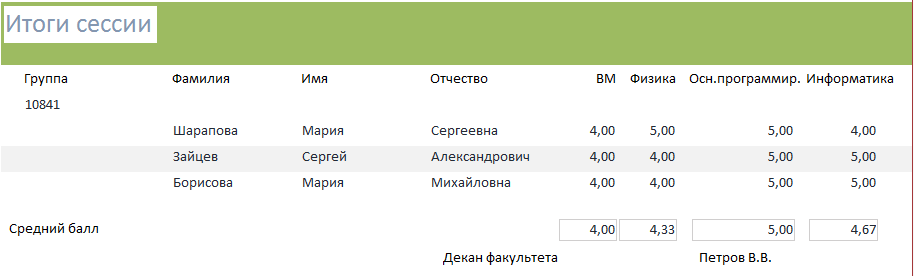 Итоги сессии
Группа Фамилия Имя Отчество ВМ Физика Осн.программир. Информатика
10841
Шарапова Мария Сергеевна 4,00 5,00 5,00 4,00
Зайцев Сергей Александрович 4,00 4,00 5,00 5,00
Борисова Мария Михайловна 4,00 4,00 5,00 5,00
Средний балл 4,00 4,33 5,00 4,67
Декан факультета Петров В.В.